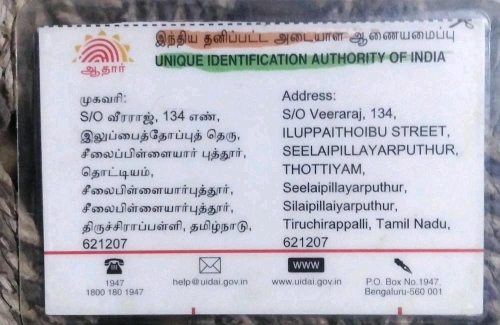 இந்திய தனிப்பட்ட அடையாள ஆணையமைப்பு
UNIQUE IDENTIFICATION AUTHORITY OF INDIA
ஆதார்
முகவரி:
S/O வீரராஜ், 134 எண்,
இலுப்பைத்தோப்புத் தெரு,
சீலைப்பிள்ளையார் புத்தூர்,
தொட்டியம்,
சீலைபிள்ளையார்புத்தூர்,
சீலைபிள்ளையார்புத்தூர்,
திருச்சிராப்பள்ளி, தமிழ்நாடு,
621207
Address:
S/O Veeraraj, 134,
ILUPPAITHOIBU STREET,
SEELAIPILLAYARPUTHUR,
THOTTIYAM,
Seelaipillayarputhur,
Silaipillaiyarputhur,
Tiruchirappalli, Tamil Nadu,
621207
1947
1800 180 1947
help@uidai.gov.in
WWW
www.uidai.gov.in
P.O. Box No.1947,
Bengaluru-560 001